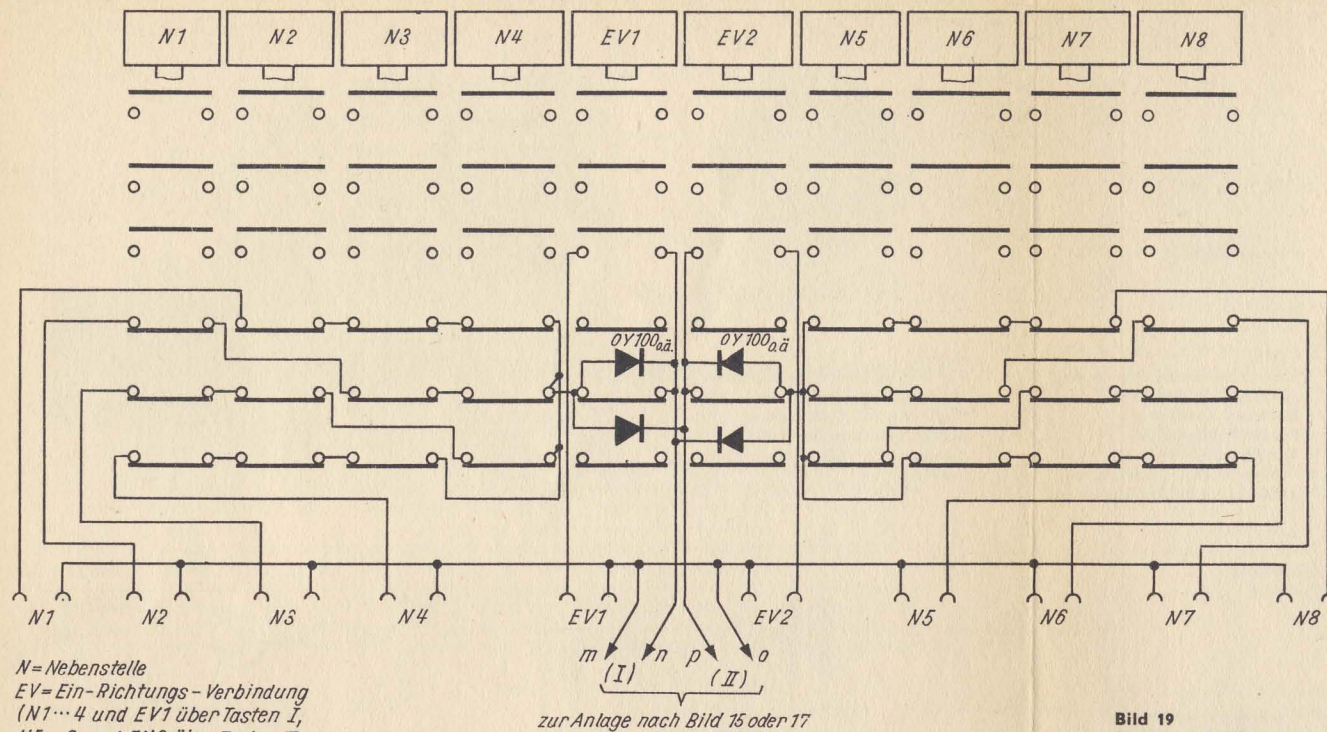 N1 N2 N3 N4 EV1 EV2 N5 N6 N7 N8
OY100 o.ä. OY100 o.ä.
N1 N2 N3 N4 EV1 EV2 N5 N6 N7 N8
m n p o
(I) (II)
zur Anlage nach Bild 15 oder 17
N = Nebenstelle
EV = Ein-Richtungs-Verbindung
(N1···4 und EV1 über Tasten I,
Bild 19